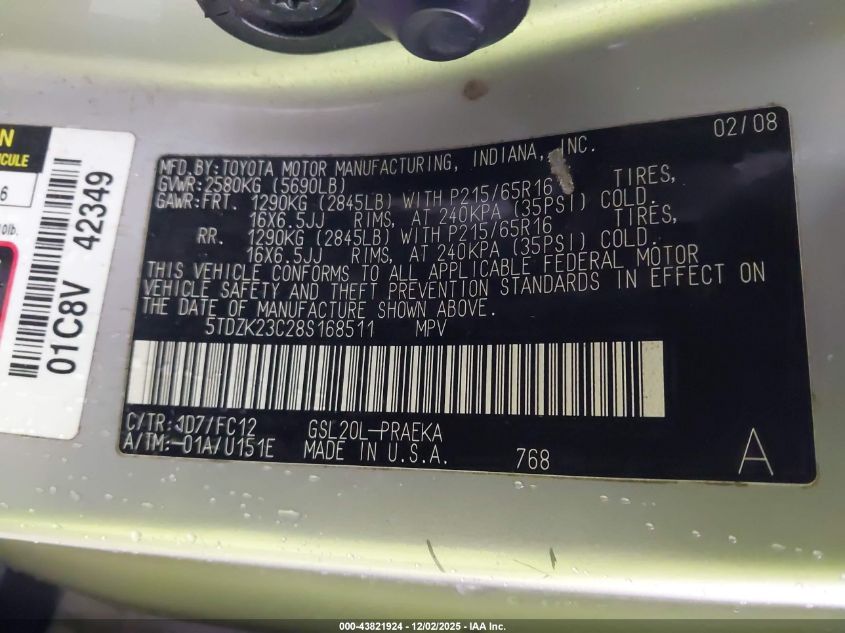 N
ICULE
6
10lb.
01C8V 42349
02/08
MFD. BY: TOYOTA MOTOR MANUFACTURING, INDIANA, INC.
GVWR: 2580KG (5690LB)
GAWR: FRT. 1290KG (2845LB) WITH P215/65R16 TIRES,
16X6.5JJ RIMS, AT 240KPA (35PSI) COLD.
RR. 1290KG (2845LB) WITH P215/65R16 TIRES,
16X6.5JJ RIMS, AT 240KPA (35PSI) COLD.
THIS VEHICLE CONFORMS TO ALL APPLICABLE FEDERAL MOTOR
VEHICLE SAFETY AND THEFT PREVENTION STANDARDS IN EFFECT ON
THE DATE OF MANUFACTURE SHOWN ABOVE.
5TDZK23C28S168511 MPV
C/TR: 1D7/FC12 GSL20L-PRAEKA
A/TM: -01A/U151E MADE IN U.S.A. 768 A
000-43821924 - 12/02/2025 - IAA Inc.